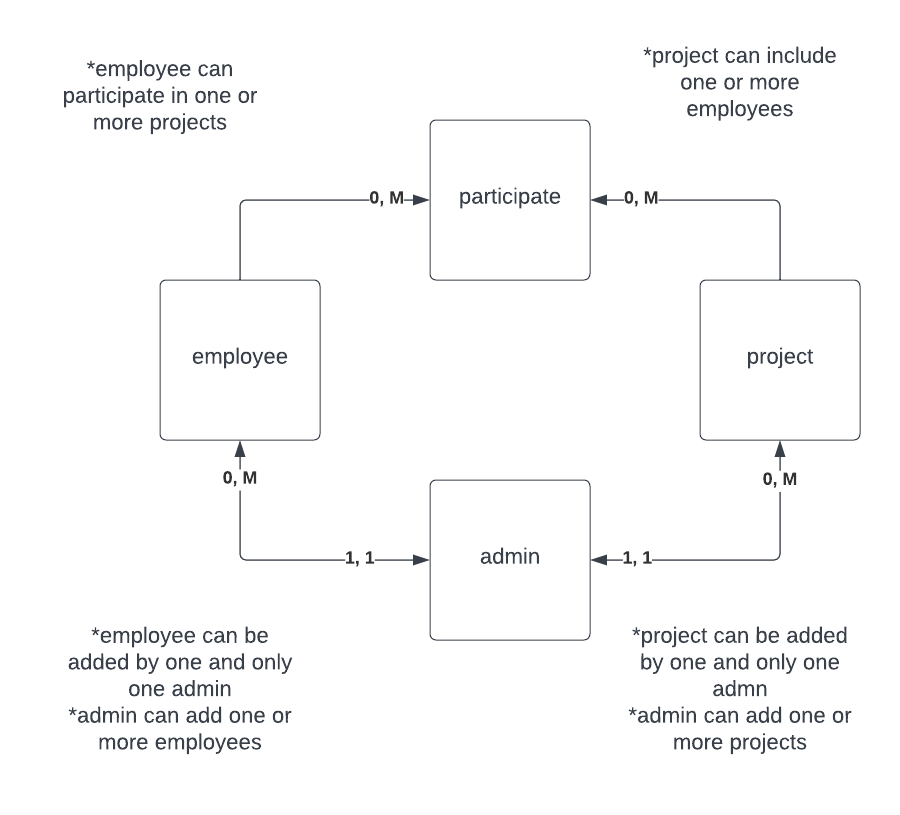 *employee can
participate in one or
more projects
*project can include
one or more
employees
participate
0, M
0, M
employee
project
0, M
0, M
admin
1, 1
1, 1
*employee can be
added by one and only
one admin
*admin can add one or
more employees
*project can be added
by one and only one
admn
*admin can add one or
more projects